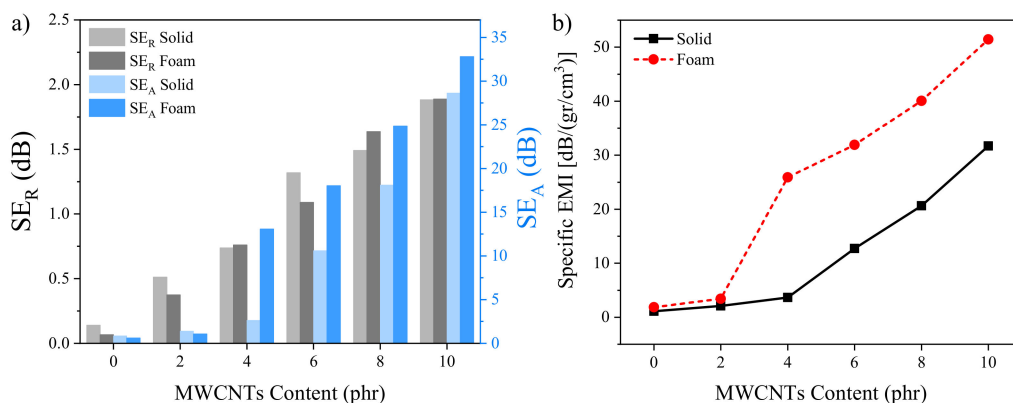 a)
2.5
2.0
1.5
1.0
0.5
0.0
SE_R (dB)
SE_R Solid
SE_R Foam
SE_A Solid
SE_A Foam
35
30
25
20
15
10
5
0
SE_A (dB)
0 2 4 6 8 10
MWCNTs Content (phr)
b)
50
40
30
20
10
0
Specific EMI [dB/(gr/cm³)]
Solid
Foam
0 2 4 6 8 10
MWCNTs Content (phr)